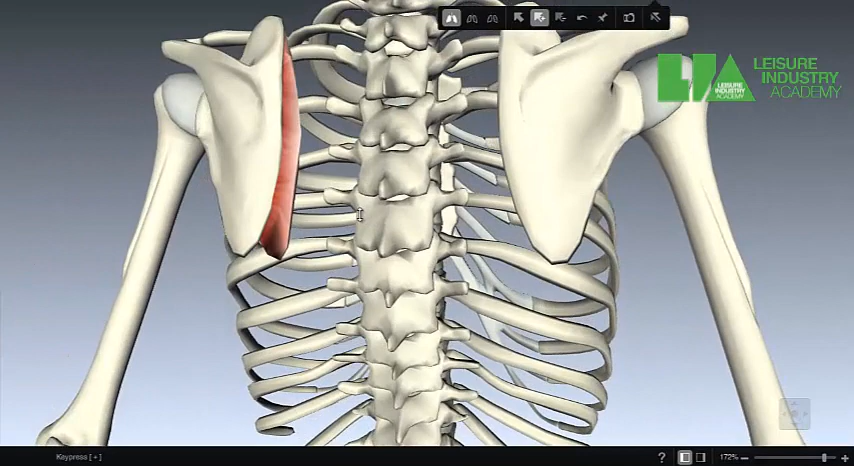 LEISURE
INDUSTRY
ACADEMY
LEISURE
INDUSTRY
ACADEMY
Keypress [ + ]
?
172%